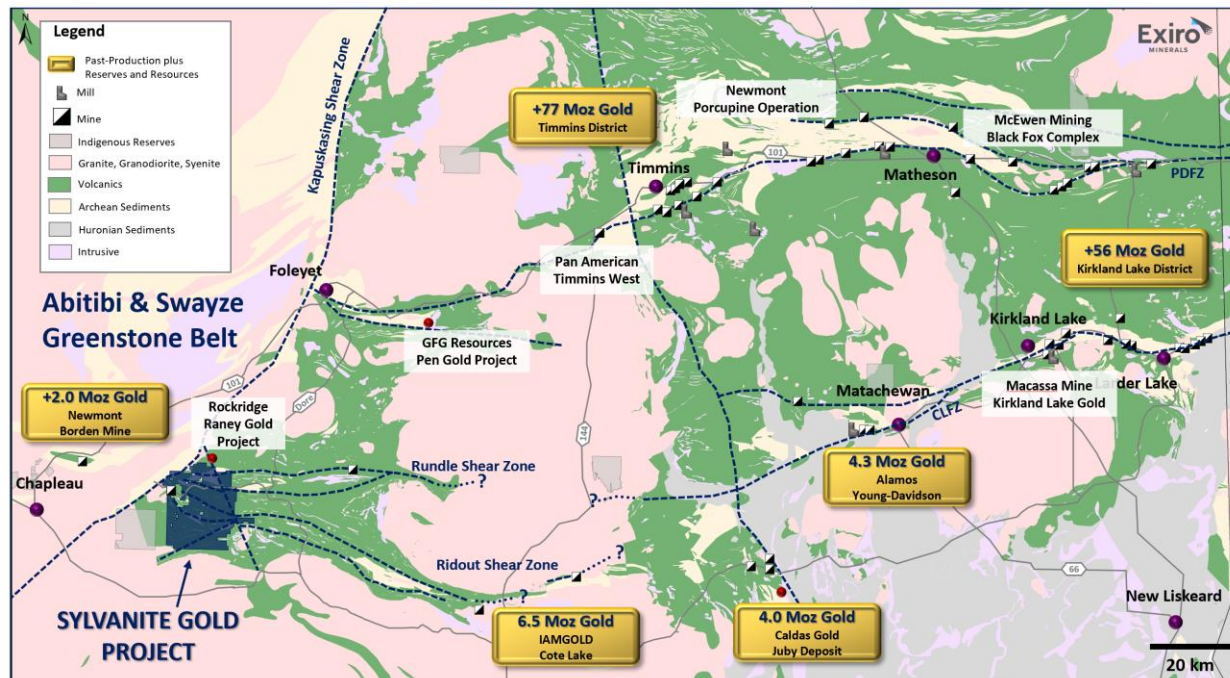 N
Legend
Past-Production plus
Reserves and Resources
Mill
Mine
Indigenous Reserves
Granite, Granodiorite, Syenite
Volcanics
Archean Sediments
Huronian Sediments
Intrusive
Exiro
MINERALS
Kapuskasing Shear Zone
+77 Moz Gold
Timmins District
Newmont
Porcupine Operation
McEwen Mining
Black Fox Complex
101
Timmins
Matheson
PDFZ
Pan American
Timmins West
+56 Moz Gold
Kirkland Lake District
Foleyet
Abitibi & Swayze
Greenstone Belt
GFG Resources
Pen Gold Project
Kirkland Lake
Larder Lake
Macassa Mine
Kirkland Lake Gold
Matachewan
CLFZ
101
Dore
144
+2.0 Moz Gold
Newmont
Borden Mine
Rockridge
Raney Gold
Project
Chapleau
Rundle Shear Zone
?
?
4.3 Moz Gold
Alamos
Young-Davidson
Ridout Shear Zone
?
?
66
SYLVANITE GOLD
PROJECT
6.5 Moz Gold
IAMGOLD
Cote Lake
4.0 Moz Gold
Caldas Gold
Juby Deposit
New Liskeard
20 km